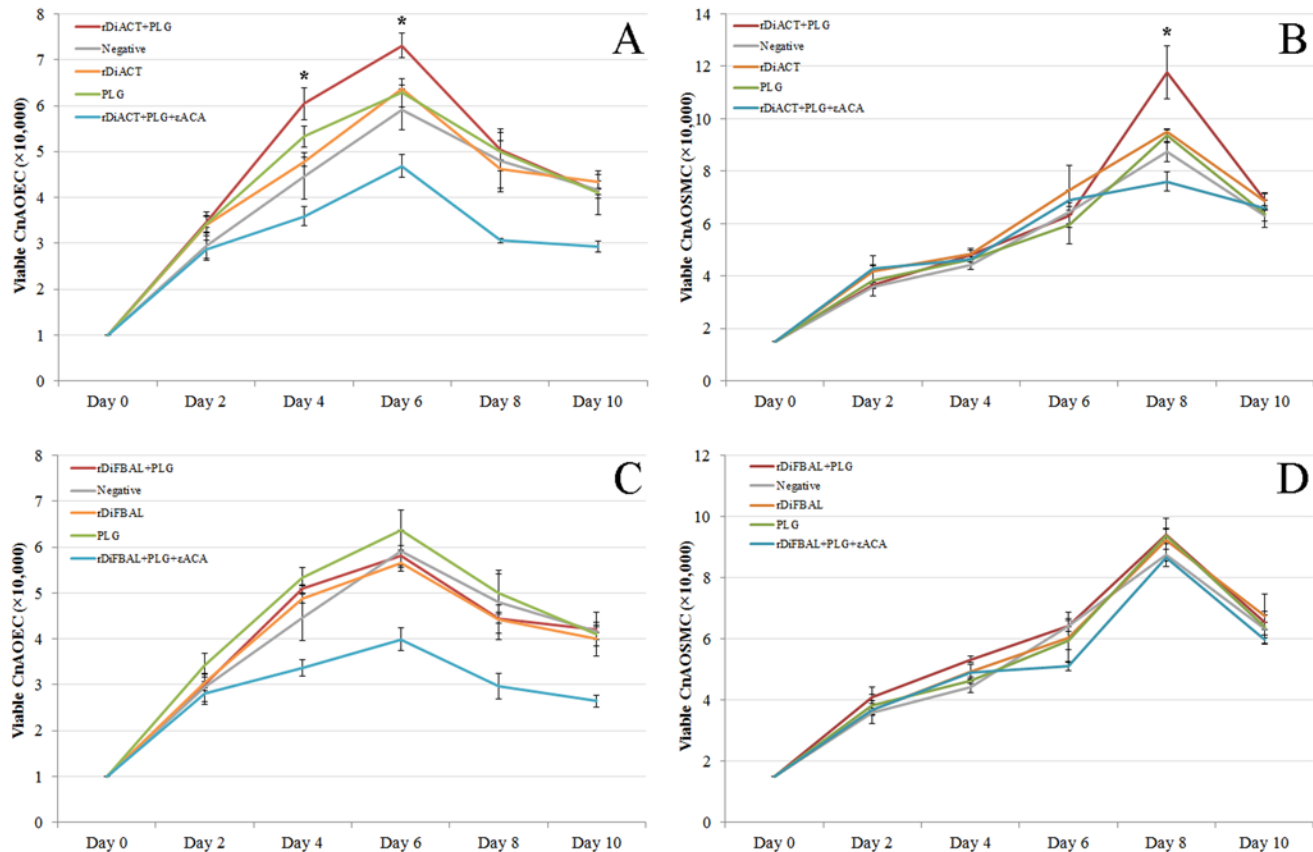 A
Viable CnAOEC (×10,000)
8
7
6
5
4
3
2
1
0
rDiACT+PLG
Negative
rDiACT
PLG
rDiACT+PLG+εACA
*
*
Day 0 Day 2 Day 4 Day 6 Day 8 Day 10
B
Viable CnAOSMC (×10,000)
14
12
10
8
6
4
2
0
rDiACT+PLG
Negative
rDiACT
PLG
rDiACT+PLG+εACA
*
Day 0 Day 2 Day 4 Day 6 Day 8 Day 10
C
Viable CnAOEC (×10,000)
8
7
6
5
4
3
2
1
0
rDiFBAL+PLG
Negative
rDiFBAL
PLG
rDiFBAL+PLG+εACA
Day 0 Day 2 Day 4 Day 6 Day 8 Day 10
D
Viable CnAOSMC (×10,000)
12
10
8
6
4
2
0
rDiFBAL+PLG
Negative
rDiFBAL
PLG
rDiFBAL+PLG+εACA
Day 0 Day 2 Day 4 Day 6 Day 8 Day 10